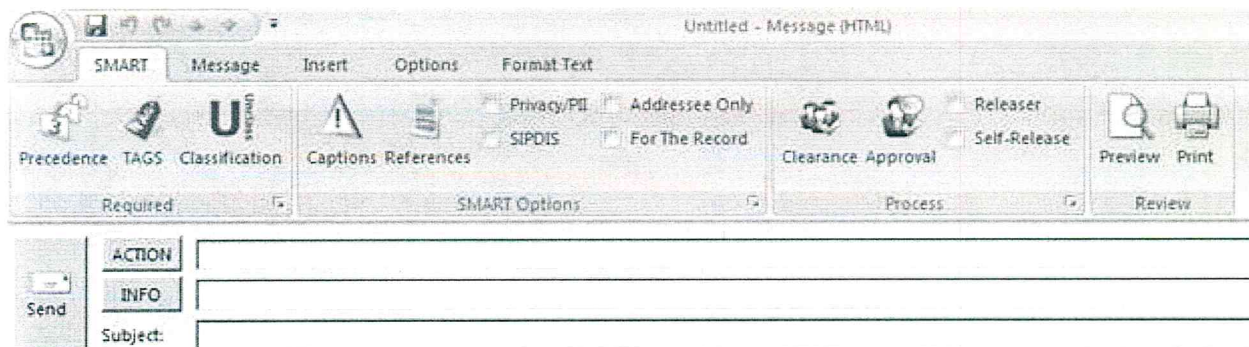 Untitled - Message (HTML)
SMART Message Insert Options Format Text
Privacy/PII Addressee Only Releaser
Unclass
SIPDIS For The Record Self-Release
Precedence TAGS Classification Captions References Clearance Approval Preview Print
Required SMART Options Process Review
ACTION
INFO
Send
Subject: